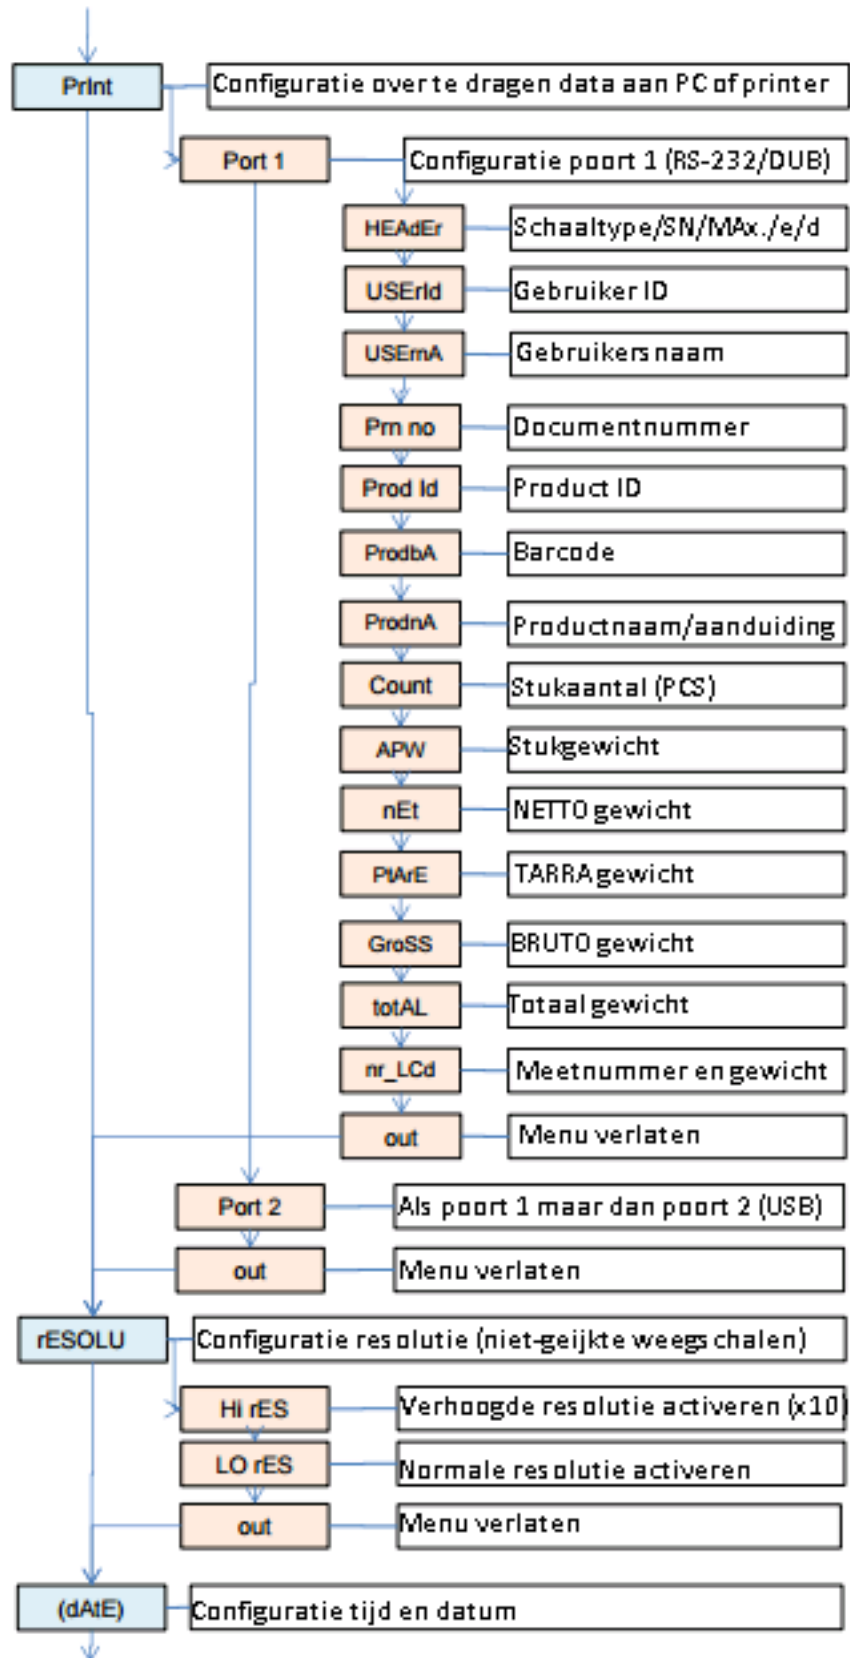 PrInt Configuratie over te dragen data aan PC of printer
Port 1 Configuratie poort 1 (RS-232/DUB)
HEAdEr Schaaltype/SN/MAx./e/d
USErId Gebruiker ID
USErnA Gebruikersnaam
Prn no Documentnummer
Prod Id Product ID
ProdbA Barcode
ProdnA Productnaam/aanduiding
Count Stukaantal (PCS)
APW Stukgewicht
nEt NETTO gewicht
PtArE TARRA gewicht
GroSS BRUTO gewicht
totAL Totaal gewicht
nr_LCd Meetnummer en gewicht
out Menu verlaten
Port 2 Als poort 1 maar dan poort 2 (USB)
out Menu verlaten
rESOLU Configuratie resolutie (niet-geijkte weegschalen)
Hi rES Verhoogde resolutie activeren (x10)
LO rES Normale resolutie activeren
out Menu verlaten
(dAtE) Configuratie tijd en datum